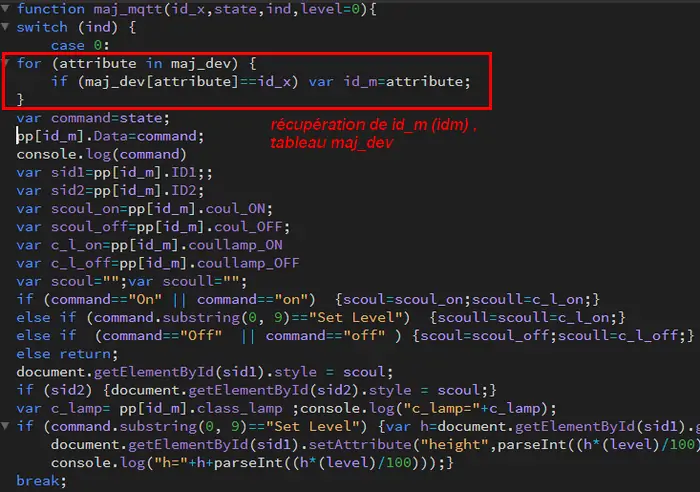 function maj_mqtt(id_x,state,ind,level=0){
switch (ind) {
case 0:
for (attribute in maj_dev) {
if (maj_dev[attribute]==id_x) var id_m=attribute;
}
var command=state;
pp[id_m].Data=command;
console.log(command)
var sid1=pp[id_m].ID1;;
var sid2=pp[id_m].ID2;
var scoul_on=pp[id_m].coul_ON;
var scoul_off=pp[id_m].coul_OFF;
var c_l_on=pp[id_m].coullamp_ON
var c_l_off=pp[id_m].coullamp_OFF
var scoul="";var scoull="";
if (command=="On" || command=="on")  {scoul=scoul_on;scoull=c_l_on;}
else if (command.substring(0, 9)=="Set Level")  {scoull=c_l_on;}
else if  (command=="Off"  || command=="off" ) {scoul=scoul_off;scoull=c_l_off;}
else return;
document.getElementById(sid1).style = scoul;
if (sid2) {document.getElementById(sid2).style = scoul;}
var c_lamp= pp[id_m].class_lamp ;console.log("c_lamp="+c_lamp);
if (command.substring(0, 9)=="Set Level") {var h=document.getElementById(sid1).g
document.getElementById(sid1).setAttribute("height",parseInt((h*(level)/100)
console.log("h="+h+parseInt((h*(level)/100)));}
break;
récupération de id_m (idm) ,
tableau maj_dev